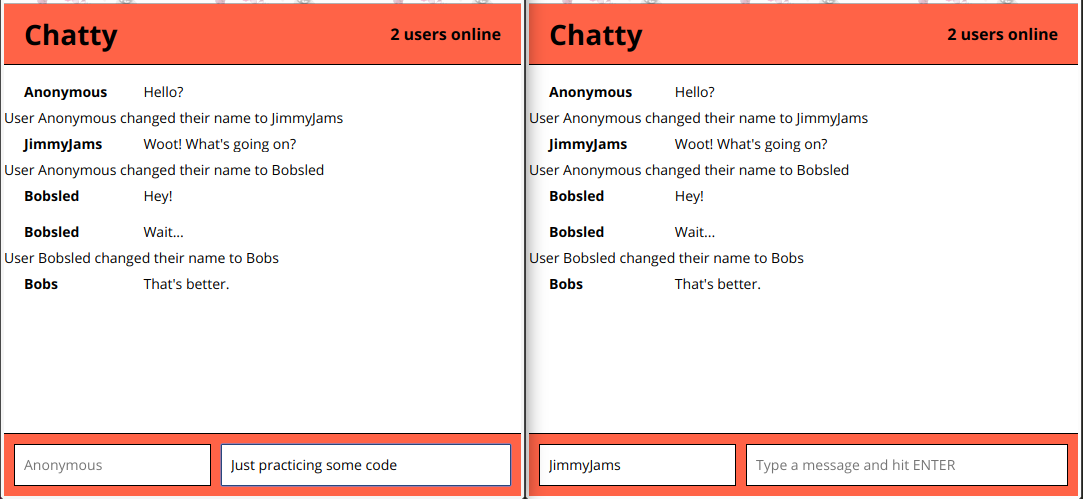 Chatty 2 users online
Anonymous Hello?
User Anonymous changed their name to JimmyJams
JimmyJams Woot! What's going on?
User Anonymous changed their name to Bobsled
Bobsled Hey!
Bobsled Wait...
User Bobsled changed their name to Bobs
Bobs That's better.
Anonymous Just practicing some code
Chatty 2 users online
Anonymous Hello?
User Anonymous changed their name to JimmyJams
JimmyJams Woot! What's going on?
User Anonymous changed their name to Bobsled
Bobsled Hey!
Bobsled Wait...
User Bobsled changed their name to Bobs
Bobs That's better.
JimmyJams Type a message and hit ENTER